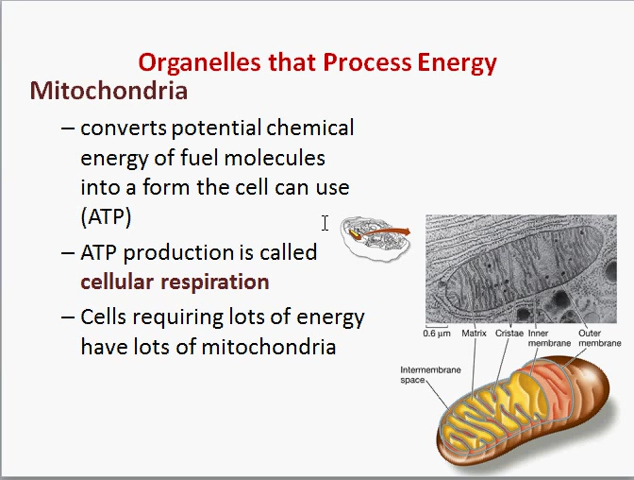 Organelles that Process Energy
Mitochondria
– converts potential chemical
energy of fuel molecules
into a form the cell can use
(ATP)
– ATP production is called
cellular respiration
– Cells requiring lots of energy
have lots of mitochondria
0.6 µm
Matrix
Cristae
Inner
membrane
Outer
membrane
Intermembrane
space